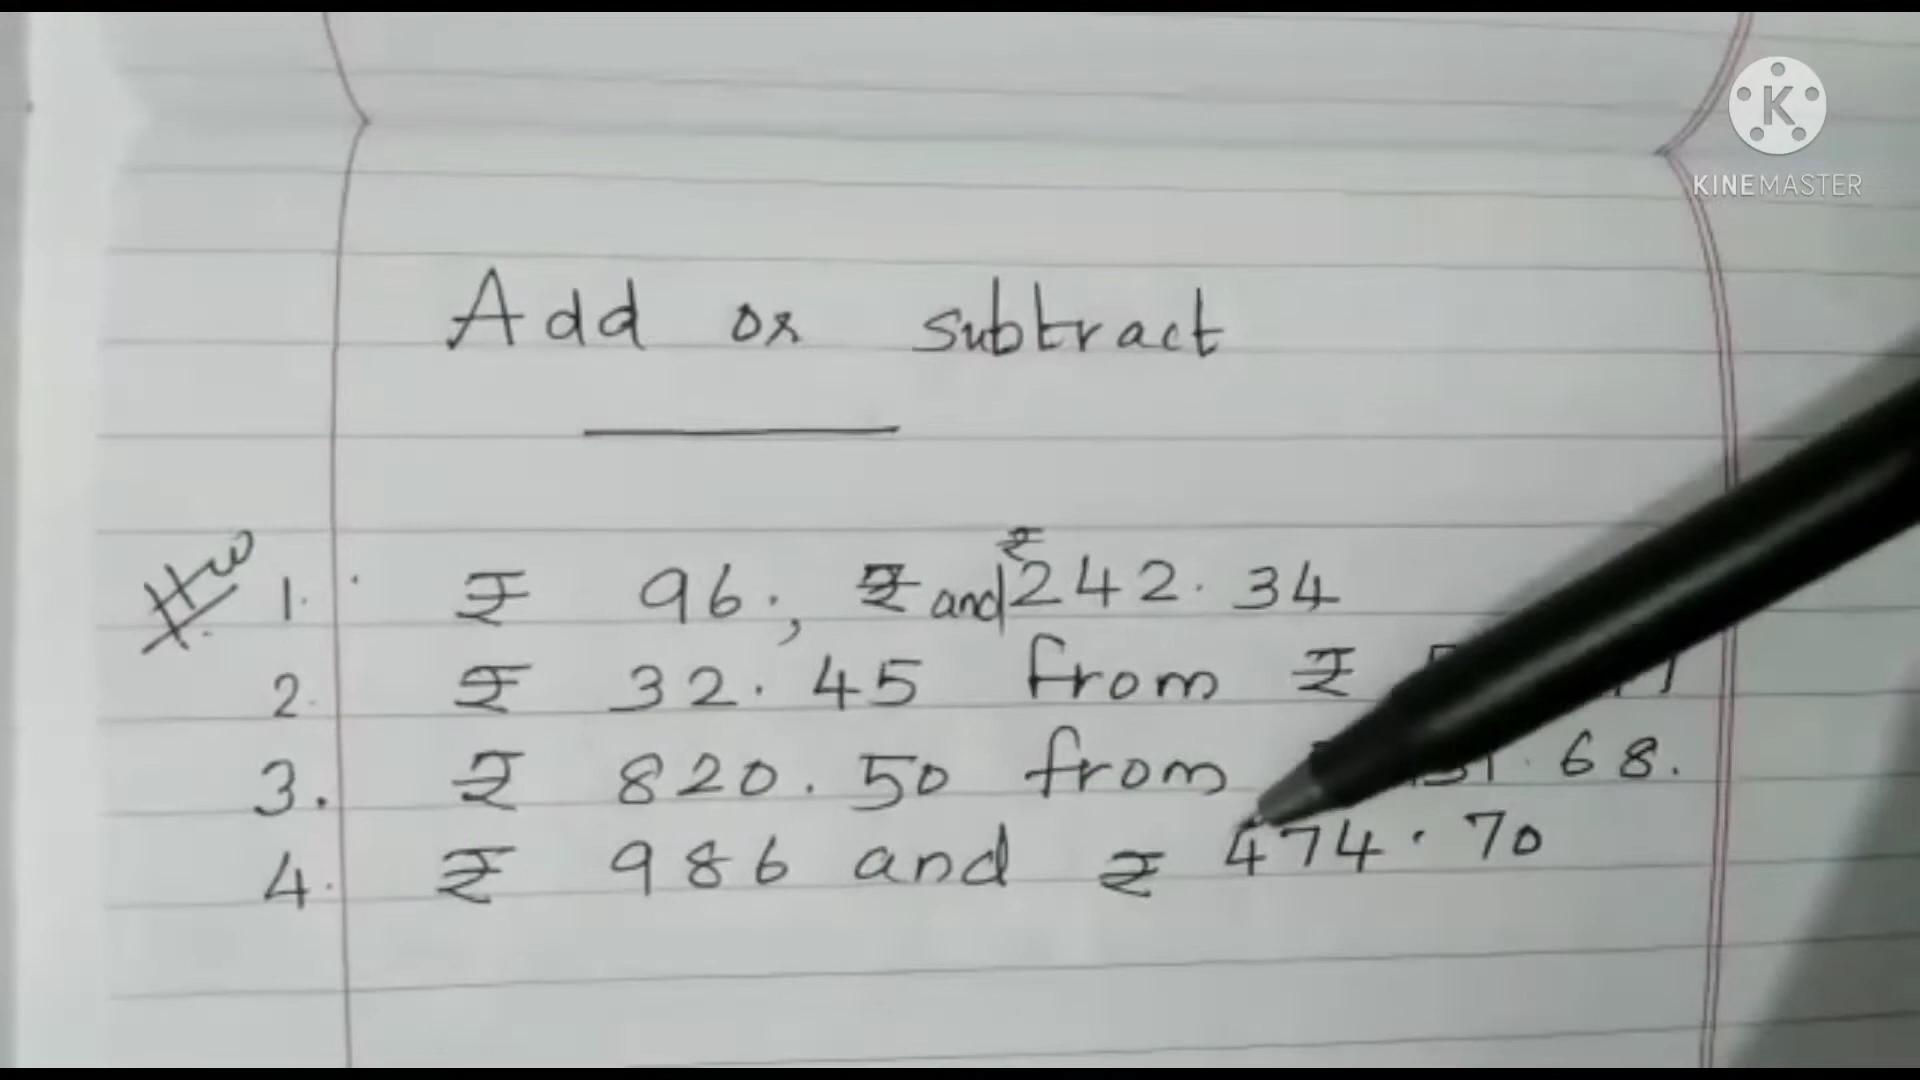 K
KINEMASTER
Add or subtract
Hw
1. ₹ 96., ₹ and ₹ 242.34
2. ₹ 32.45 from ₹
3. ₹ 820.50 from 68.
4. ₹ 986 and ₹ 474.70